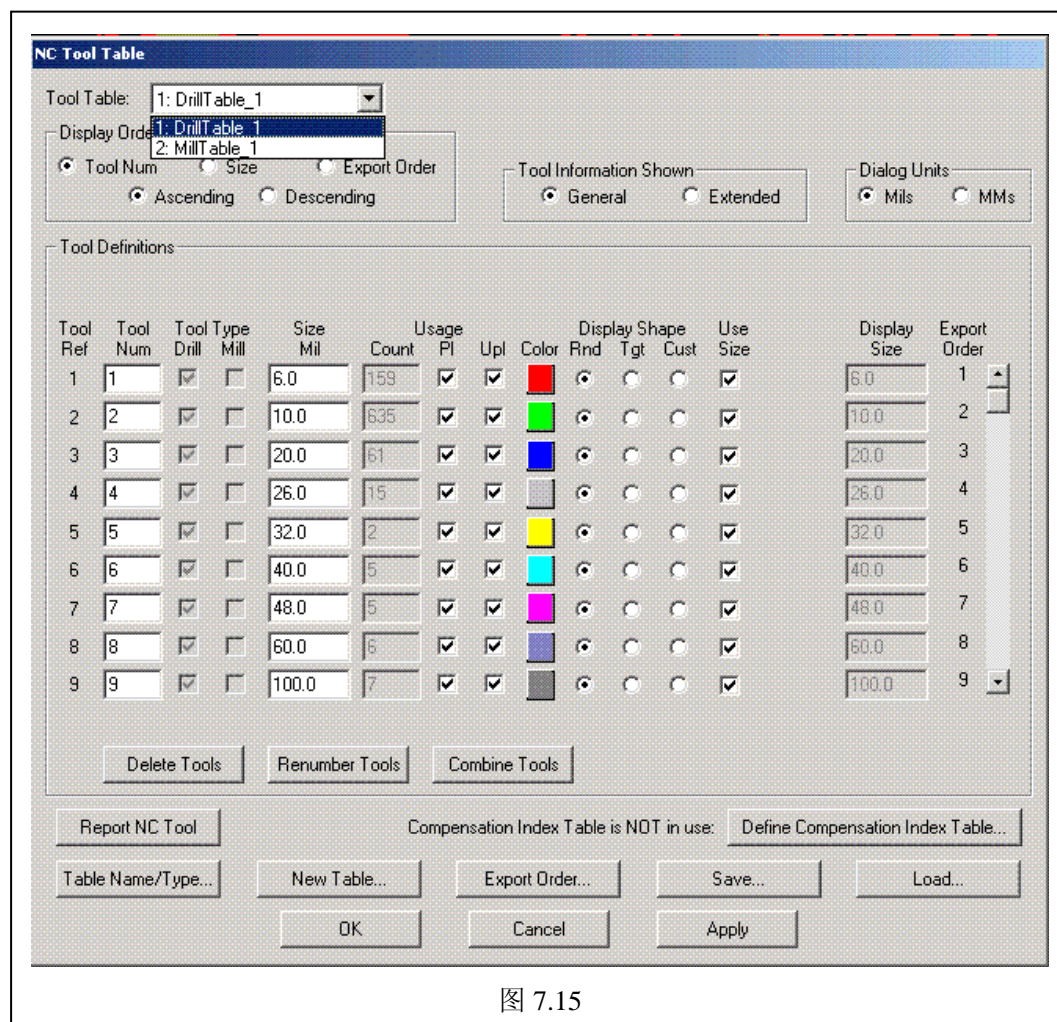 NC Tool Table
Tool Table: 1: DrillTable_1
1: DrillTable_1
2: MillTable_1
Display Orde
Tool Num Size Export Order
Ascending Descending
Tool Information Shown
General Extended
Dialog Units
Mils MMs
Tool Definitions
Tool Tool Tool Type Size Usage Display Shape Use Display Export
Ref Num Drill Mill Mil Count Pl Upl Color Rnd Tgt Cust Size Size Order
1 1 6.0 159 6.0 1
2 2 10.0 635 10.0 2
3 3 20.0 61 20.0 3
4 4 26.0 15 26.0 4
5 5 32.0 2 32.0 5
6 6 40.0 5 40.0 6
7 7 48.0 5 48.0 7
8 8 60.0 6 60.0 8
9 9 100.0 7 100.0 9
Delete Tools Renumber Tools Combine Tools
Report NC Tool Compensation Index Table is NOT in use: Define Compensation Index Table...
Table Name/Type... New Table... Export Order... Save... Load...
OK Cancel Apply
图 7.15